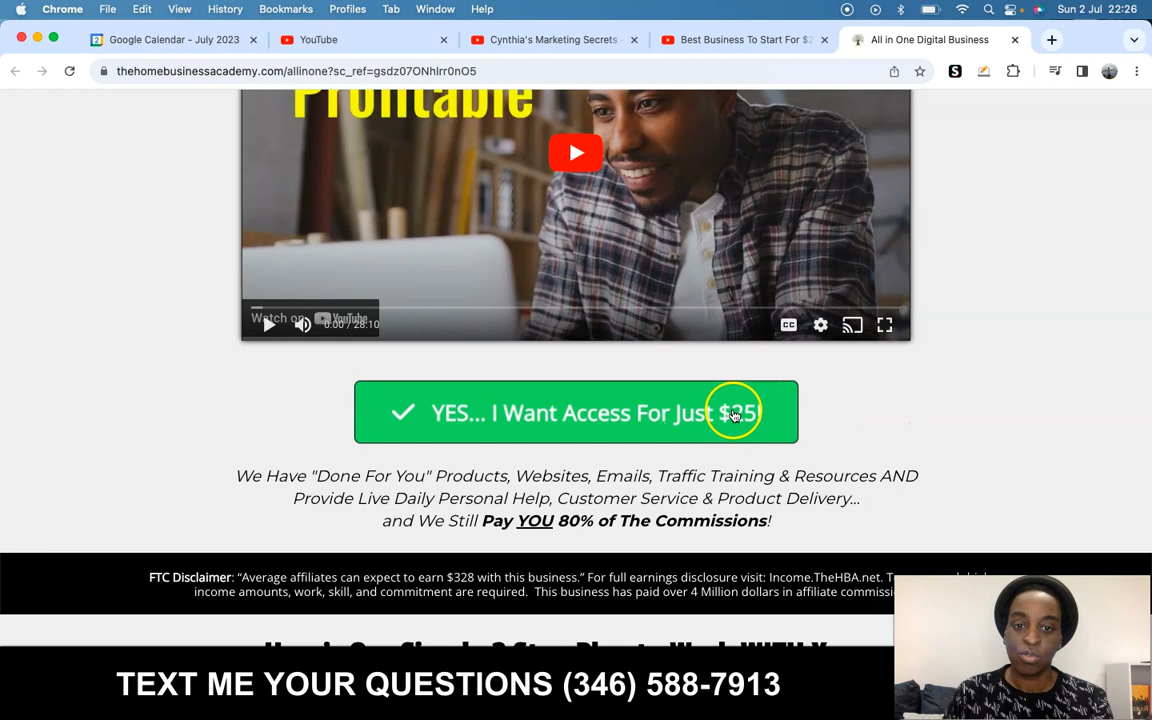 Chrome File Edit View History Bookmarks Profiles Tab Window Help Sun 2 Jul 22:26
Google Calendar - July 2023 YouTube Cynthia's Marketing Secrets - Best Business To Start For $2 All in One Digital Business
thehomebusinessacademy.com/allinone?sc_ref=gsdz07ONhlrr0nO5
Profitable
Watch on YouTube
0:00 / 28:10
CC
YES... I Want Access For Just $25!
We Have "Done For You" Products, Websites, Emails, Traffic Training & Resources AND
Provide Live Daily Personal Help, Customer Service & Product Delivery...
and We Still Pay YOU 80% of The Commissions!
FTC Disclaimer: “Average affiliates can expect to earn $328 with this business.” For full earnings disclosure visit: Income.TheHBA.net.
income amounts, work, skill, and commitment are required. This business has paid over 4 Million dollars in affiliate
TEXT ME YOUR QUESTIONS (346) 588-7913